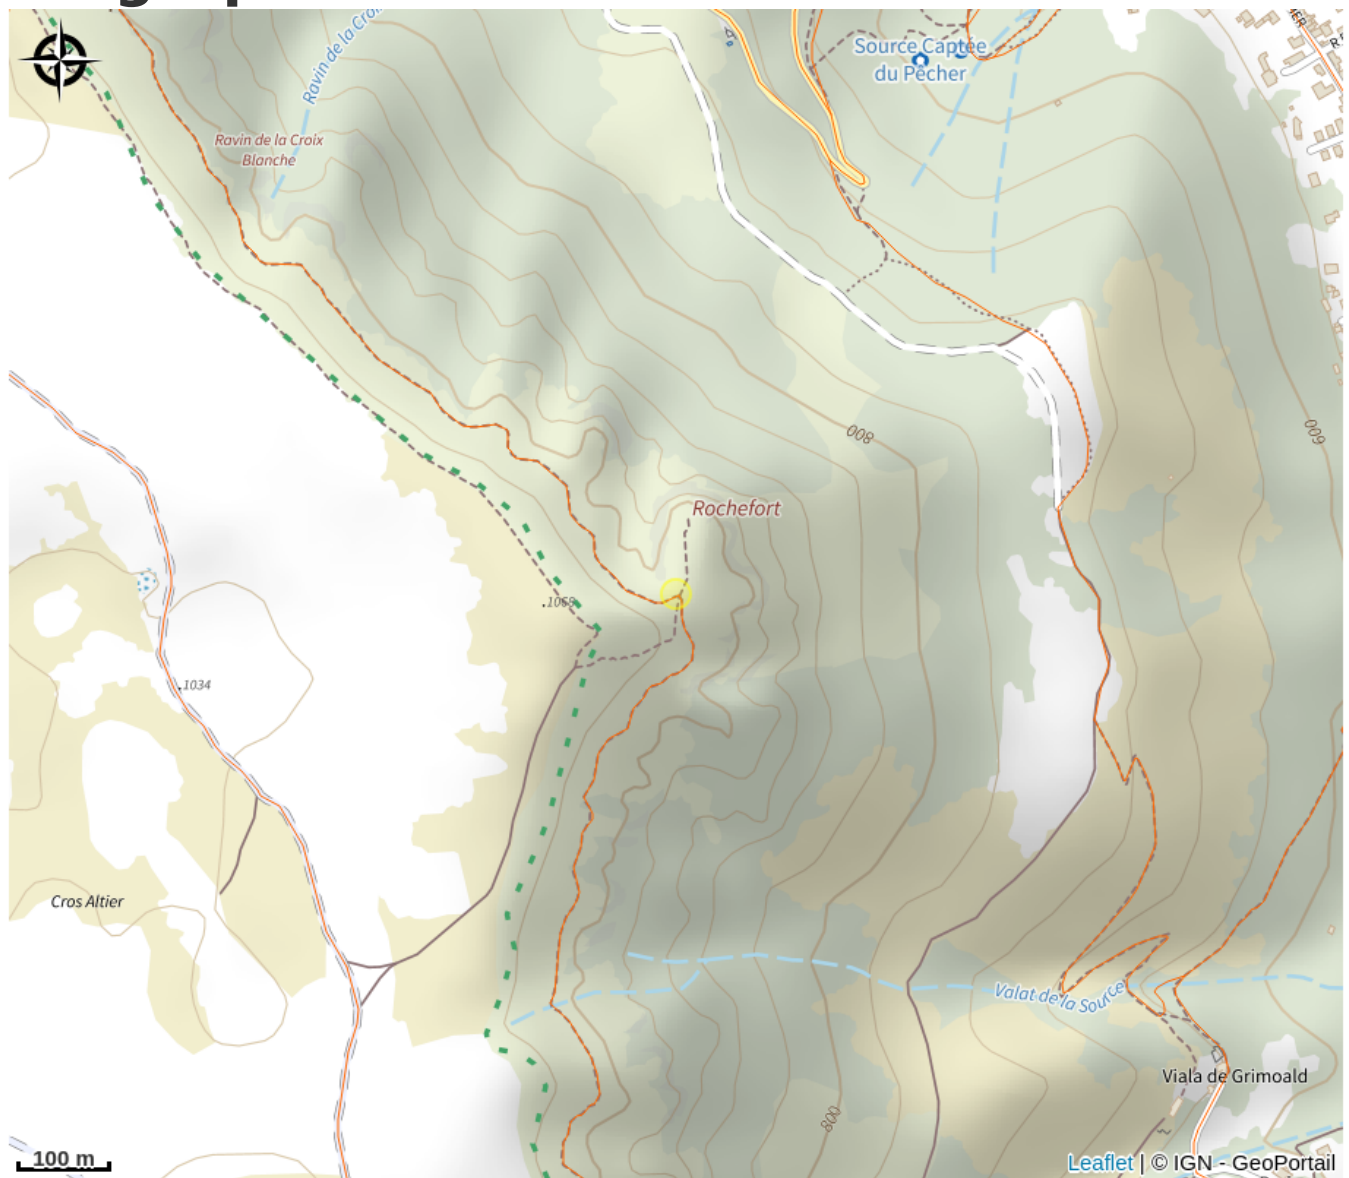 Ravin de la Croix
Source Captée
du Pêcher
Ravin de la Croix
Blanche
800
600
Rochefort
.1069
.1034
Cros Altier
Valat de la Source
Viala de Grimoald
800
100 m
Leaflet | © IGN - GeoPortail